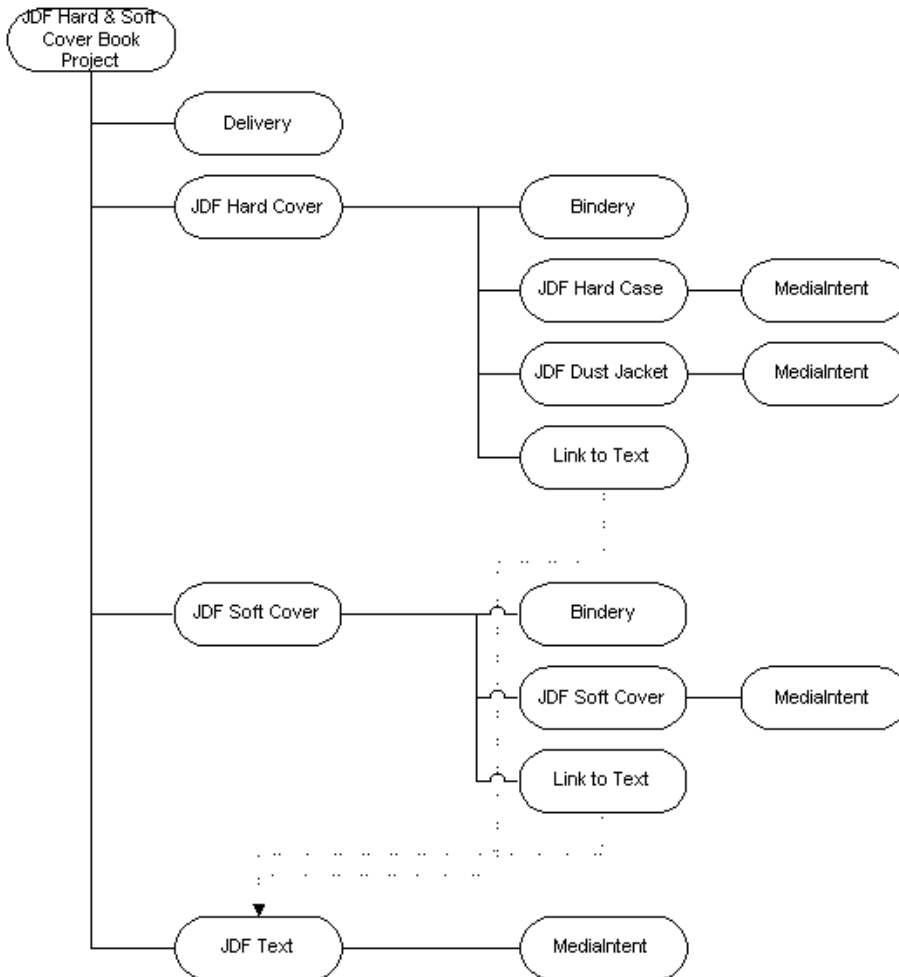 JDF Hard & Soft
Cover Book
Project
Delivery
JDF Hard Cover
Bindery
JDF Hard Case
MediaIntent
JDF Dust Jacket
MediaIntent
Link to Text
JDF Soft Cover
Bindery
JDF Soft Cover
MediaIntent
Link to Text
JDF Text
MediaIntent